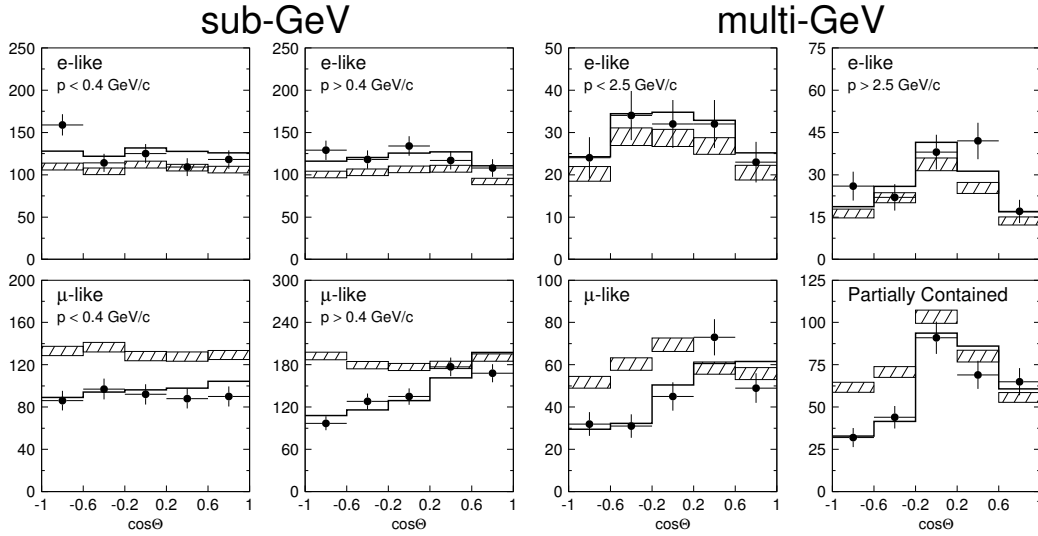 sub-GeV multi-GeV
e-like
p < 0.4 GeV/c
250
200
150
100
50
0
e-like
p > 0.4 GeV/c
250
200
150
100
50
0
e-like
p < 2.5 GeV/c
50
40
30
20
10
0
e-like
p > 2.5 GeV/c
75
60
45
30
15
0
μ-like
p < 0.4 GeV/c
200
160
120
80
40
0
-1 -0.6 -0.2 0.2 0.6 1
cosΘ
μ-like
p > 0.4 GeV/c
300
240
180
120
60
0
-1 -0.6 -0.2 0.2 0.6 1
cosΘ
μ-like
100
80
60
40
20
0
-1 -0.6 -0.2 0.2 0.6 1
cosΘ
Partially Contained
125
100
75
50
25
0
-1 -0.6 -0.2 0.2 0.6 1
cosΘ